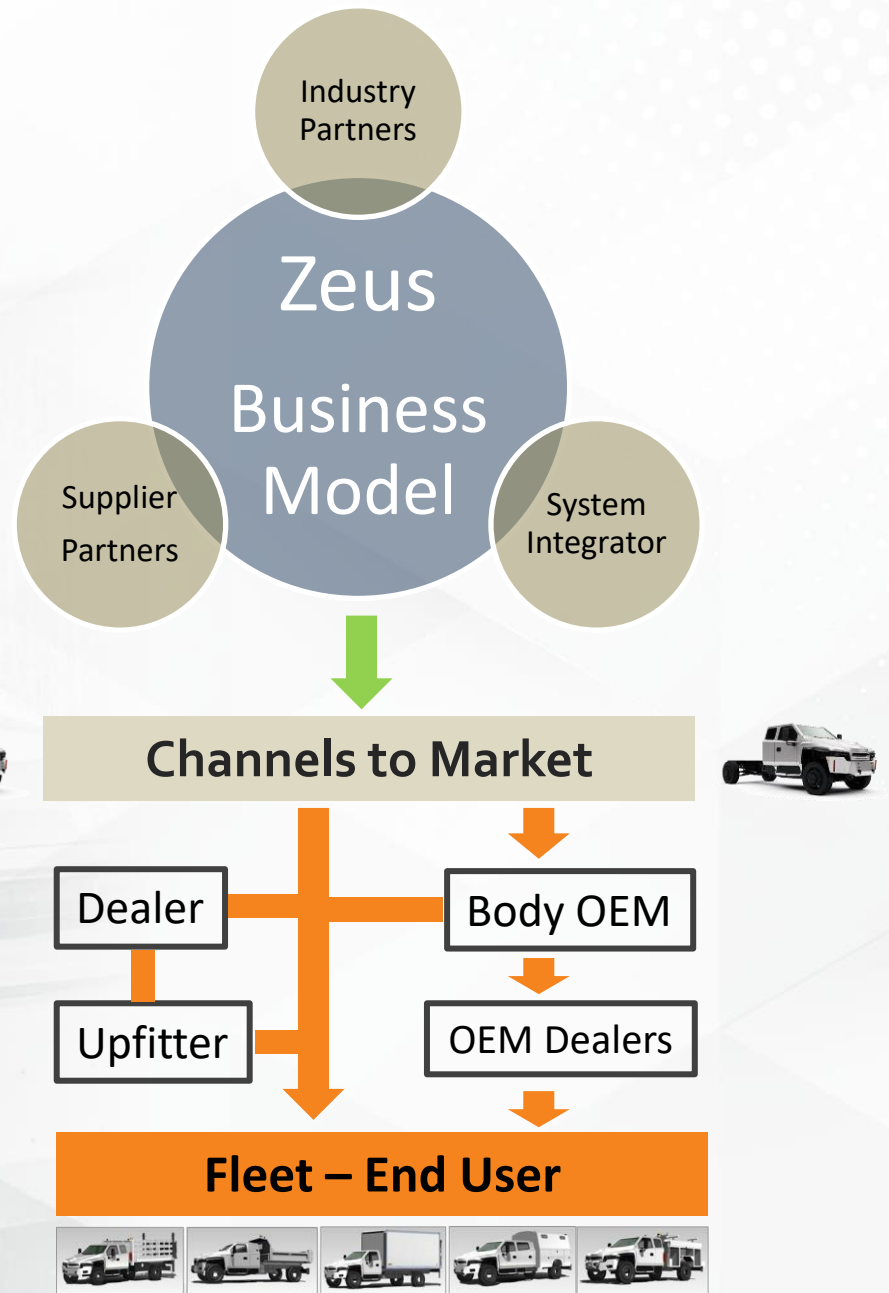 Industry
Partners
Zeus
Business
Model
Supplier
Partners
System
Integrator
Channels to Market
Dealer
Body OEM
Upfitter
OEM Dealers
Fleet – End User